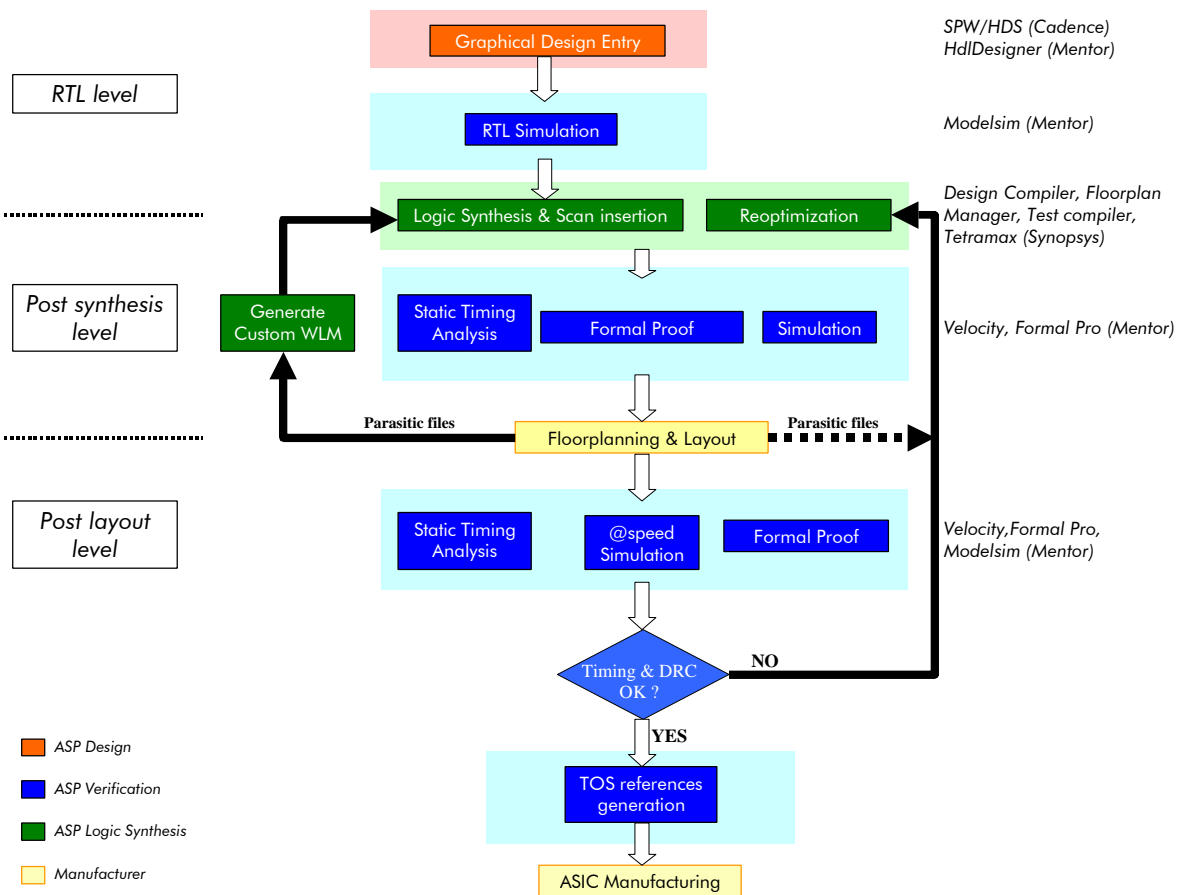 SPW/HDS (Cadence)
HdlDesigner (Mentor)
Graphical Design Entry
RTL level
RTL Simulation
Modelsim (Mentor)
Logic Synthesis & Scan insertion
Reoptimization
Design Compiler, Floorplan
Manager, Test compiler,
Tetramax (Synopsys)
Post synthesis
level
Generate
Custom WLM
Static Timing
Analysis
Formal Proof
Simulation
Velocity, Formal Pro (Mentor)
Parasitic files
Floorplanning & Layout
Parasitic files
Post layout
level
Static Timing
Analysis
@speed
Simulation
Formal Proof
Velocity,Formal Pro,
Modelsim (Mentor)
Timing & DRC
OK ?
NO
YES
ASP Design
ASP Verification
ASP Logic Synthesis
Manufacturer
TOS references
generation
ASIC Manufacturing